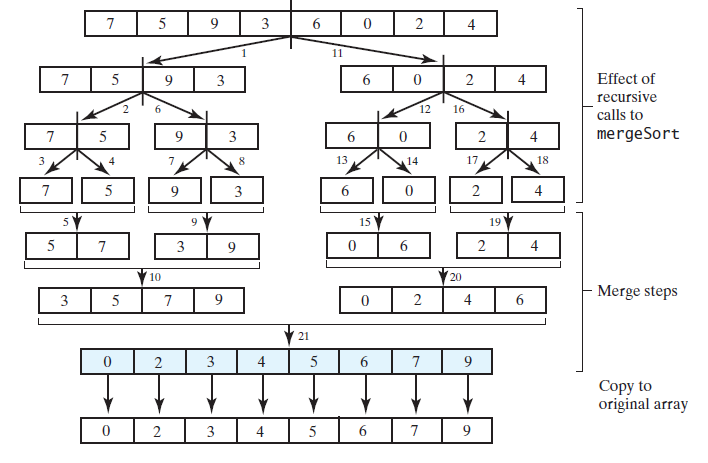 7 5 9 3 6 0 2 4
1 11
7 5 9 3 6 0 2 4
Effect of
recursive
calls to
mergeSort
2 6 12 16
7 5 9 3 6 0 2 4
3 4 7 8 13 14 17 18
7 5 9 3 6 0 2 4
5 9 15 19
5 7 3 9 0 6 2 4
10 20
3 5 7 9 0 2 4 6
Merge steps
21
0 2 3 4 5 6 7 9
Copy to
original array
0 2 3 4 5 6 7 9